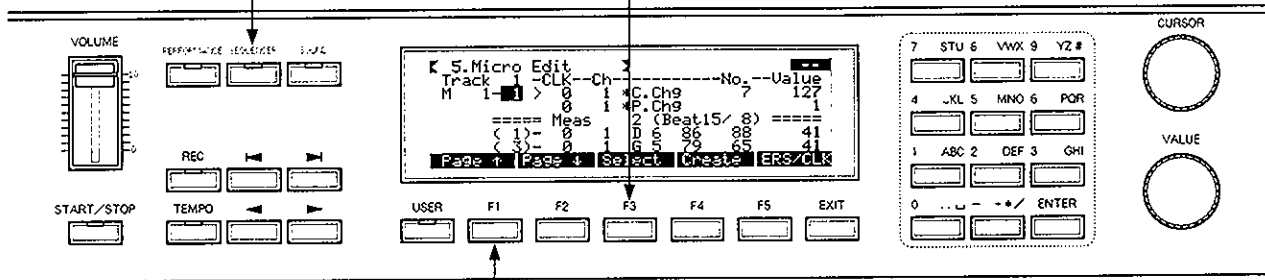 VOLUME
10
0
PERFORMANCE SEQUENCER SOUND
REC
START/STOP TEMPO
5.Micro Edit --
Track 1 -CLK--Ch-----------No.--Value
M 1-1 > 0 1 *C.Chg 7 127
0 1 *P.Chg 1
===== Meas 2 (Beat15/ 8) =====
( 1)- 0 1 D 6 86 88 41
( 3)- 0 1 G 5 79 65 41
Page ↑ Page ↓ Select Create ERS/CLK
USER F1 F2 F3 F4 F5 EXIT
7 STU 8 VWX 9 YZ#
4 JKL 5 MNO 6 PQR
1 ABC 2 DEF 3 GHI
0 ENTER
CURSOR
VALUE